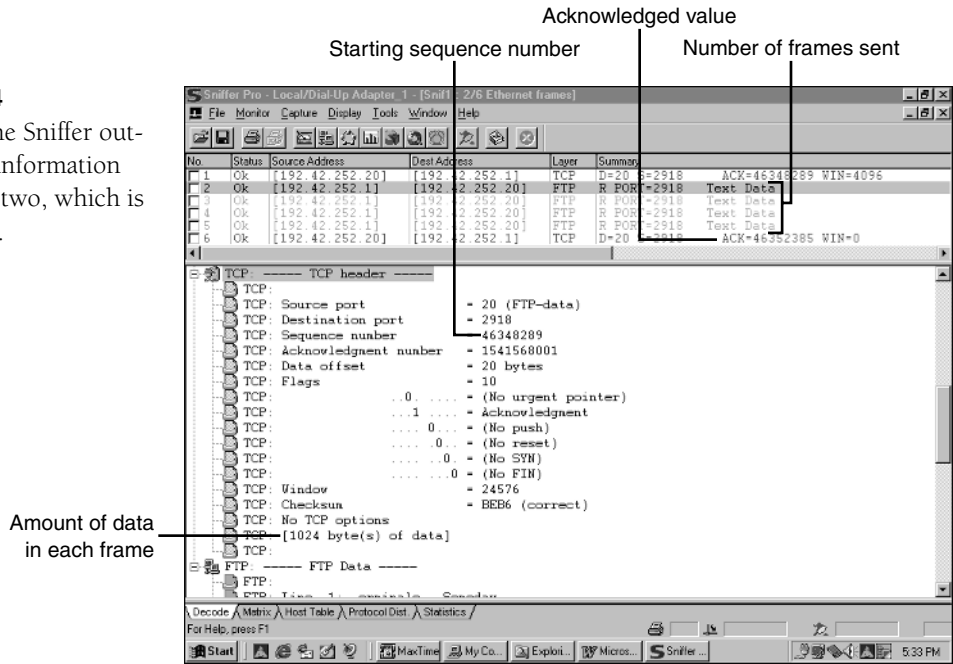 Acknowledged value
Starting sequence number
Number of frames sent
4
ne Sniffer out-
information
two, which is
.
Sniffer Pro - Local/Dial-Up Adapter_1 - [Snif1 : 2/6 Ethernet frames]
File Monitor Capture Display Tools Window Help
No. Status Source Address Dest Address Layer Summary
1 Ok [192.42.252.20] [192.42.252.1] TCP D=20 S=2918 ACK=46348289 WIN=4096
2 Ok [192.42.252.1] [192.42.252.20] FTP R PORT=2918 Text Data
3 Ok [192.42.252.1] [192.42.252.20] FTP R PORT=2918 Text Data
4 Ok [192.42.252.1] [192.42.252.20] FTP R PORT=2918 Text Data
5 Ok [192.42.252.1] [192.42.252.20] FTP R PORT=2918 Text Data
6 Ok [192.42.252.20] [192.42.252.1] TCP D=20 S=2918 ACK=46352385 WIN=0
TCP: ----- TCP header -----
TCP:
TCP: Source port = 20 (FTP-data)
TCP: Destination port = 2918
TCP: Sequence number = 46348289
TCP: Acknowledgment number = 1541568001
TCP: Data offset = 20 bytes
TCP: Flags = 10
TCP: ..0. .... = (No urgent pointer)
TCP: ...1 .... = Acknowledgment
TCP: .... 0... = (No push)
TCP: .... .0.. = (No reset)
TCP: .... ..0. = (No SYN)
TCP: .... ...0 = (No FIN)
TCP: Window = 24576
TCP: Checksum = BEB6 (correct)
TCP: No TCP options
TCP: [1024 byte(s) of data]
TCP:
Amount of data
in each frame
FTP: ----- FTP Data -----
FTP:
FTP: Line 1:
Decode Matrix Host Table Protocol Dist. Statistics
For Help, press F1
Start MaxTime My Co... Exploi... Micros... Sniffer ... 5:33 PM